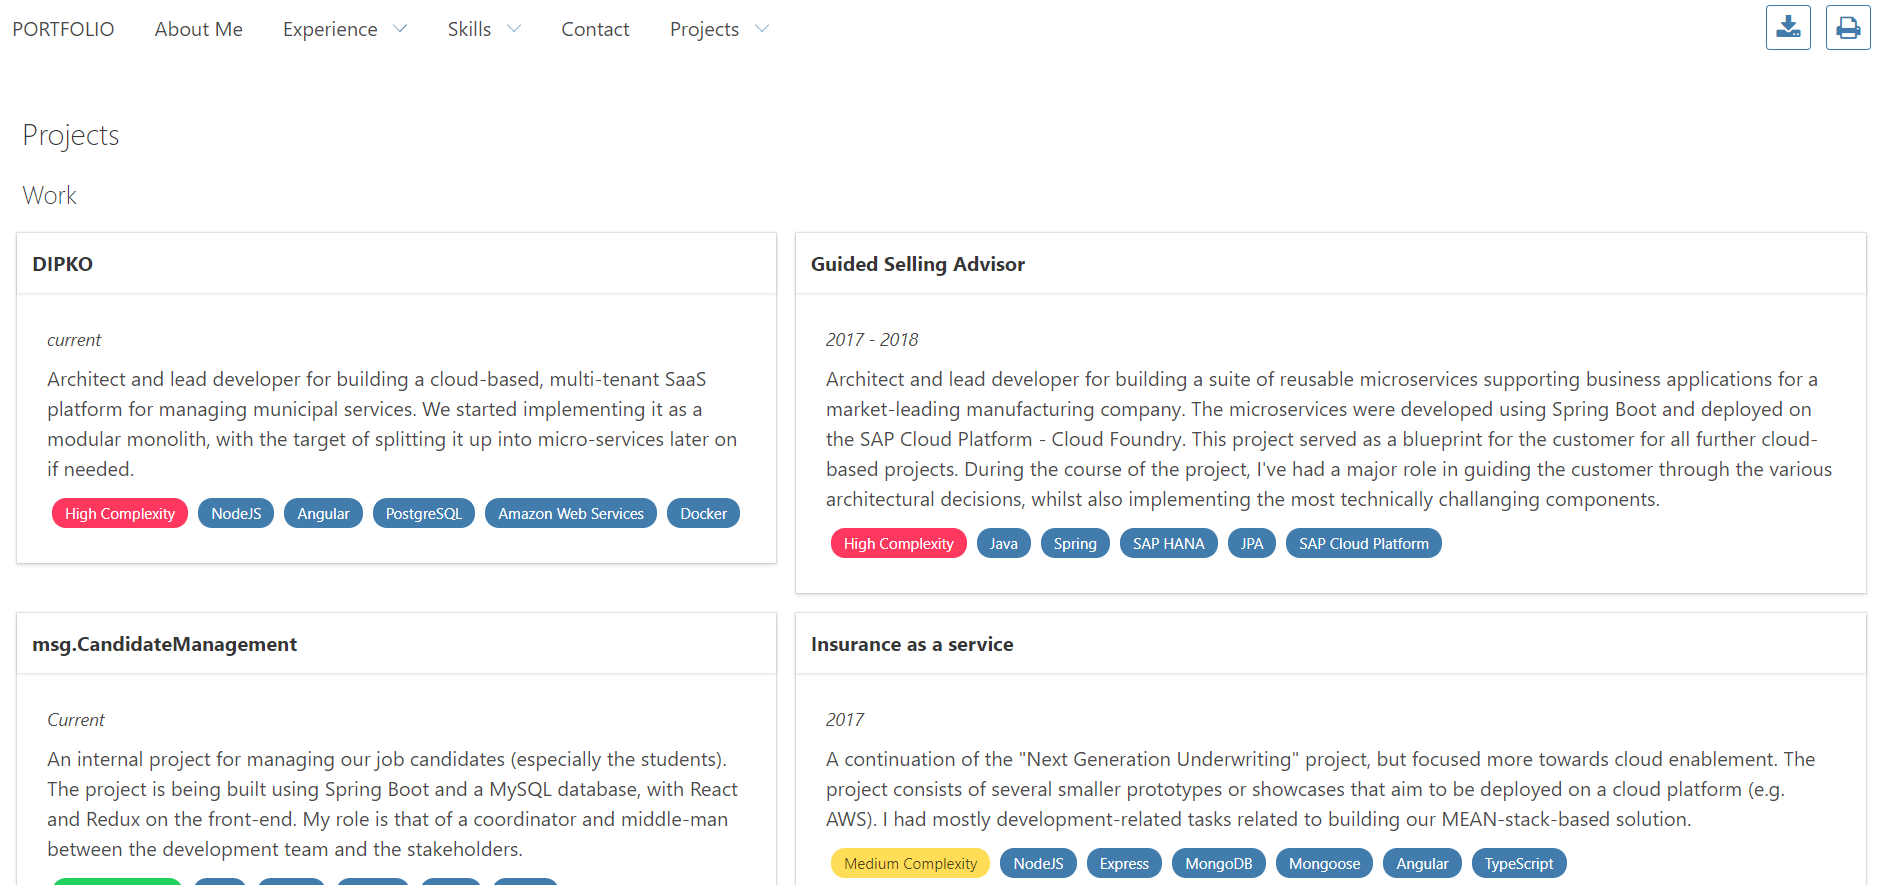 PORTFOLIO About Me Experience Skills Contact Projects
Projects
Work
DIPKO
current
Architect and lead developer for building a cloud-based, multi-tenant SaaS
platform for managing municipal services. We started implementing it as a
modular monolith, with the target of splitting it up into micro-services later on
if needed.
High Complexity NodeJS Angular PostgreSQL Amazon Web Services Docker
Guided Selling Advisor
2017 - 2018
Architect and lead developer for building a suite of reusable microservices supporting business applications for a
market-leading manufacturing company. The microservices were developed using Spring Boot and deployed on
the SAP Cloud Platform - Cloud Foundry. This project served as a blueprint for the customer for all further cloud-
based projects. During the course of the project, I've had a major role in guiding the customer through the various
architectural decisions, whilst also implementing the most technically challanging components.
High Complexity Java Spring SAP HANA JPA SAP Cloud Platform
msg.CandidateManagement
Current
An internal project for managing our job candidates (especially the students).
The project is being built using Spring Boot and a MySQL database, with React
and Redux on the front-end. My role is that of a coordinator and middle-man
between the development team and the stakeholders.
Insurance as a service
2017
A continuation of the "Next Generation Underwriting" project, but focused more towards cloud enablement. The
project consists of several smaller prototypes or showcases that aim to be deployed on a cloud platform (e.g.
AWS). I had mostly development-related tasks related to building our MEAN-stack-based solution.
Medium Complexity NodeJS Express MongoDB Mongoose Angular TypeScript